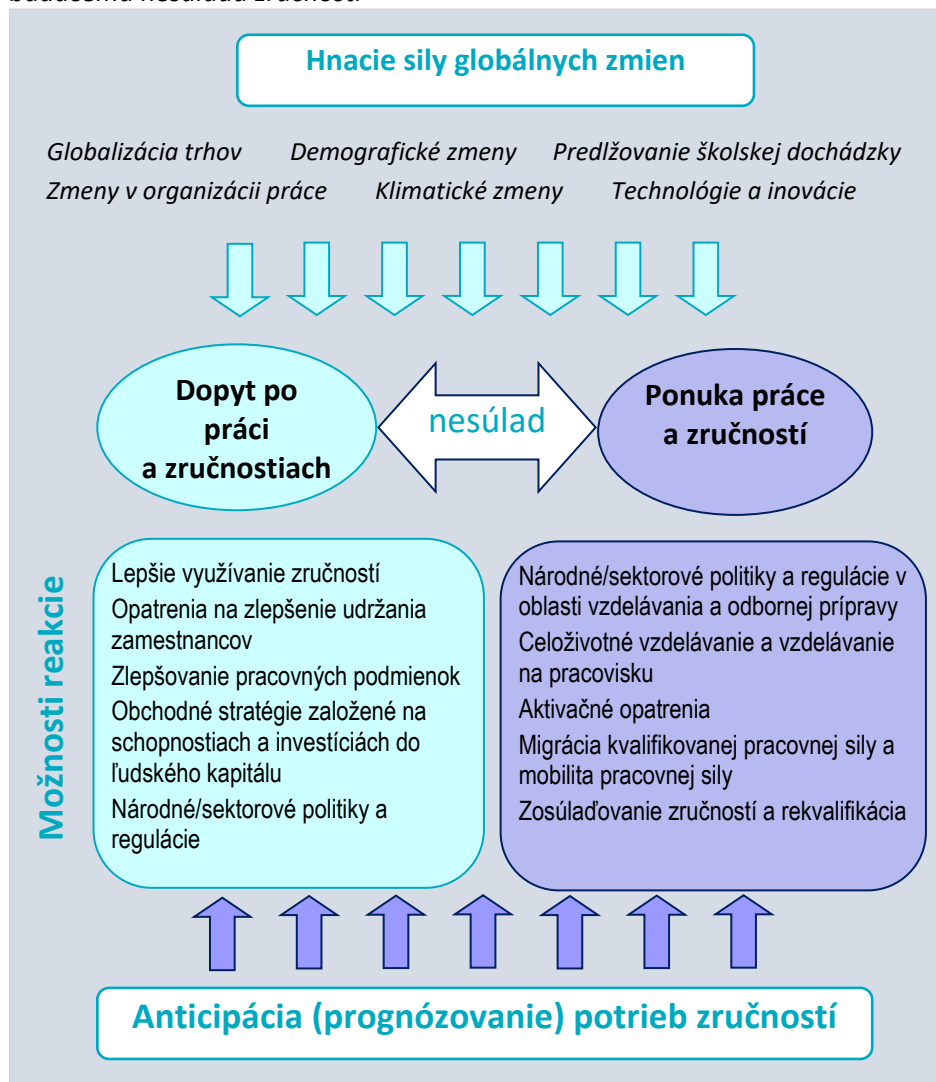 Hnacie sily globálnych zmien
Globalizácia trhov Demografické zmeny Predlžovanie školskej dochádzky
Zmeny v organizácii práce Klimatické zmeny Technológie a inovácie
Dopyt po
práci
a zručnostiach
nesúlad
Ponuka práce
a zručností
Možnosti reakcie
Lepšie využívanie zručností
Opatrenia na zlepšenie udržania
zamestnancov
Zlepšovanie pracovných podmienok
Obchodné stratégie založené na
schopnostiach a investíciách do
ľudského kapitálu
Národné/sektorové politiky a
regulácie
Národné/sektorové politiky a regulácie v
oblasti vzdelávania a odbornej prípravy
Celoživotné vzdelávanie a vzdelávanie
na pracovisku
Aktivačné opatrenia
Migrácia kvalifikovanej pracovnej sily a
mobilita pracovnej sily
Zosúlaďovanie zručností a rekvalifikácia
Anticipácia (prognózovanie) potrieb zručností